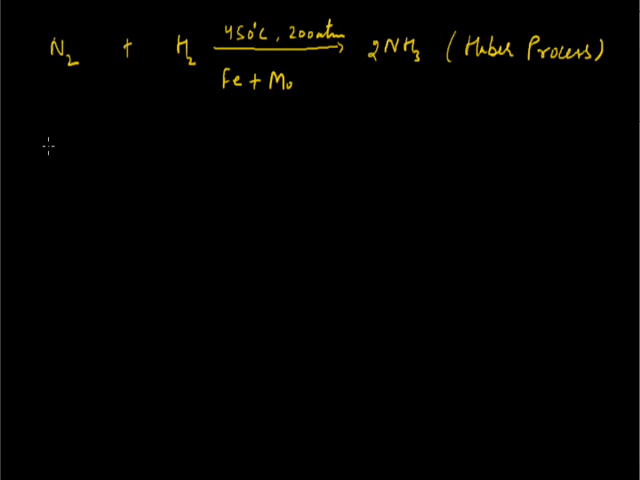 N₂ + H₂ 450°C, 200atm 2NH₃ (Haber Process)
Fe + Mo